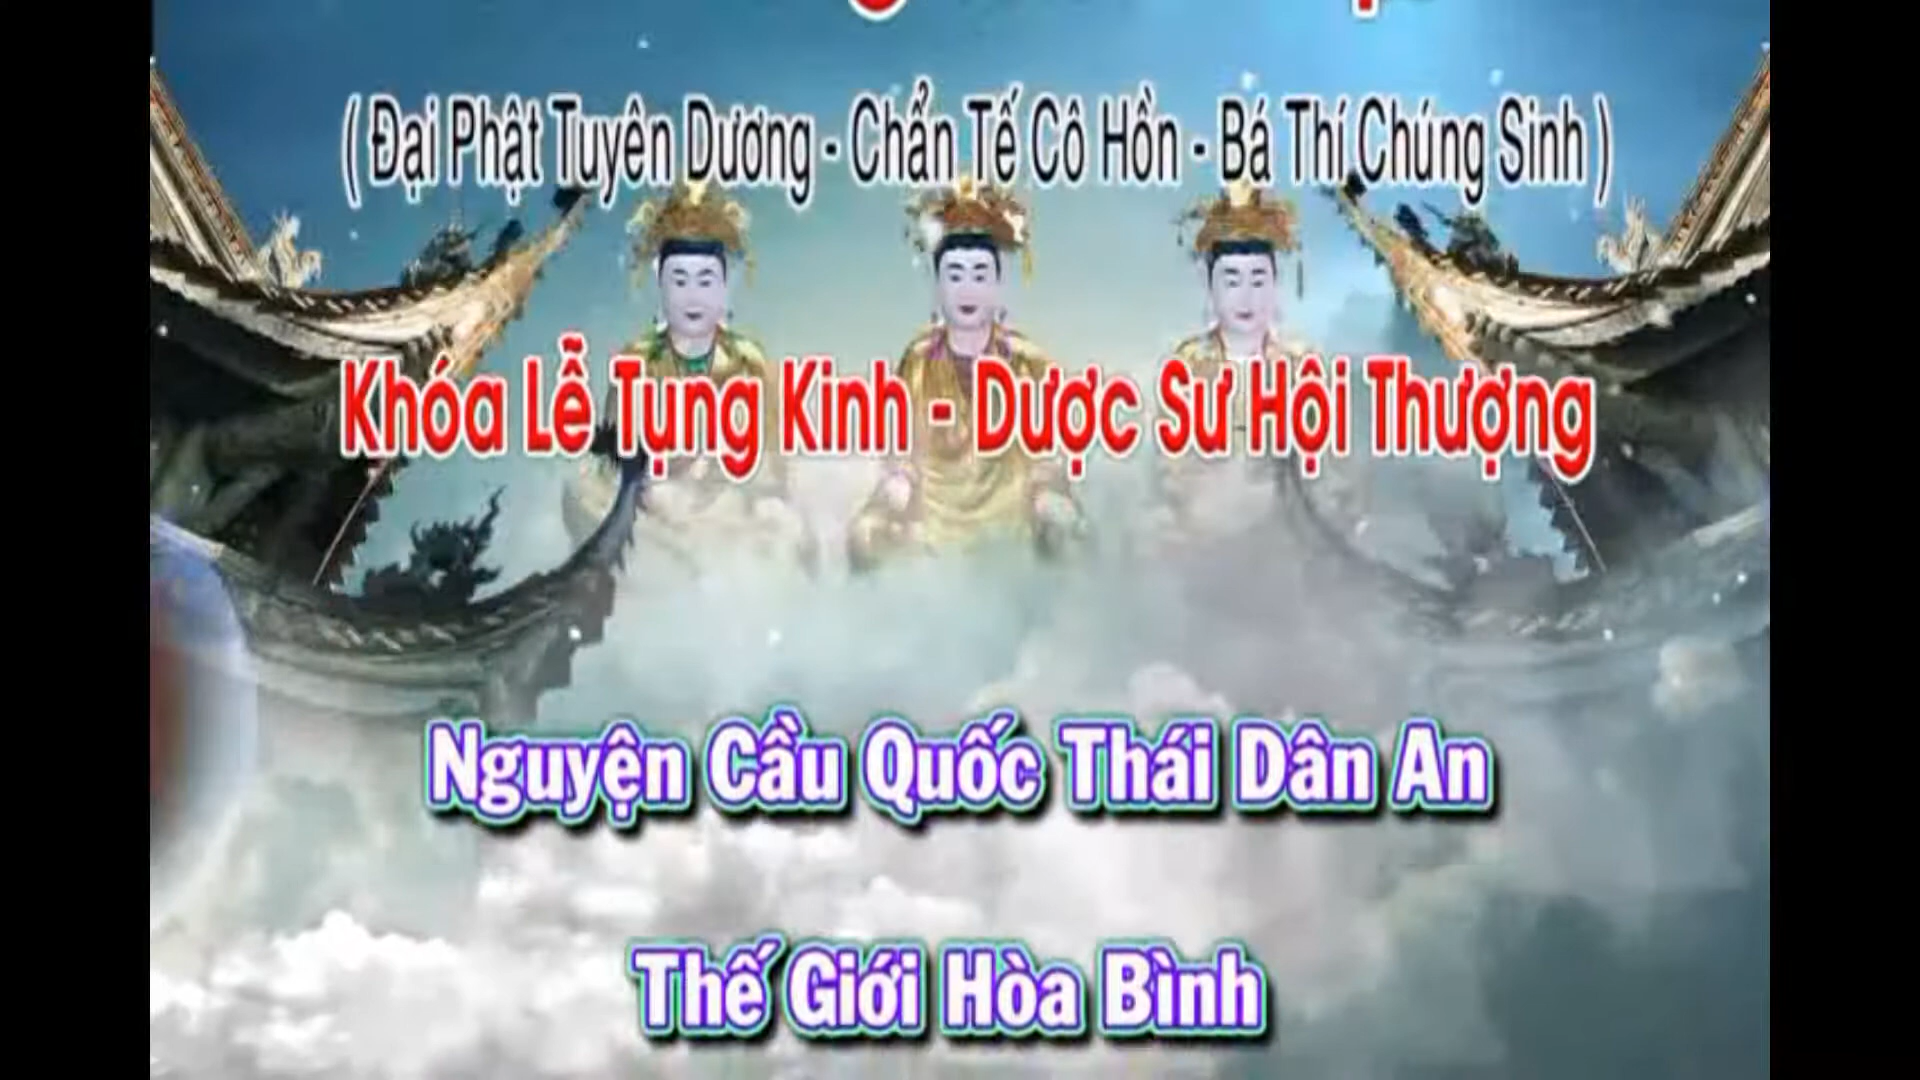 ( Đại Phật Tuyên Dương - Chẩn Tế Cô Hồn - Bá Thí Chúng Sinh )
Khóa Lễ Tụng Kinh - Dược Sư Hội Thượng
Nguyện Cầu Quốc Thái Dân An
Thế Giới Hòa Bình